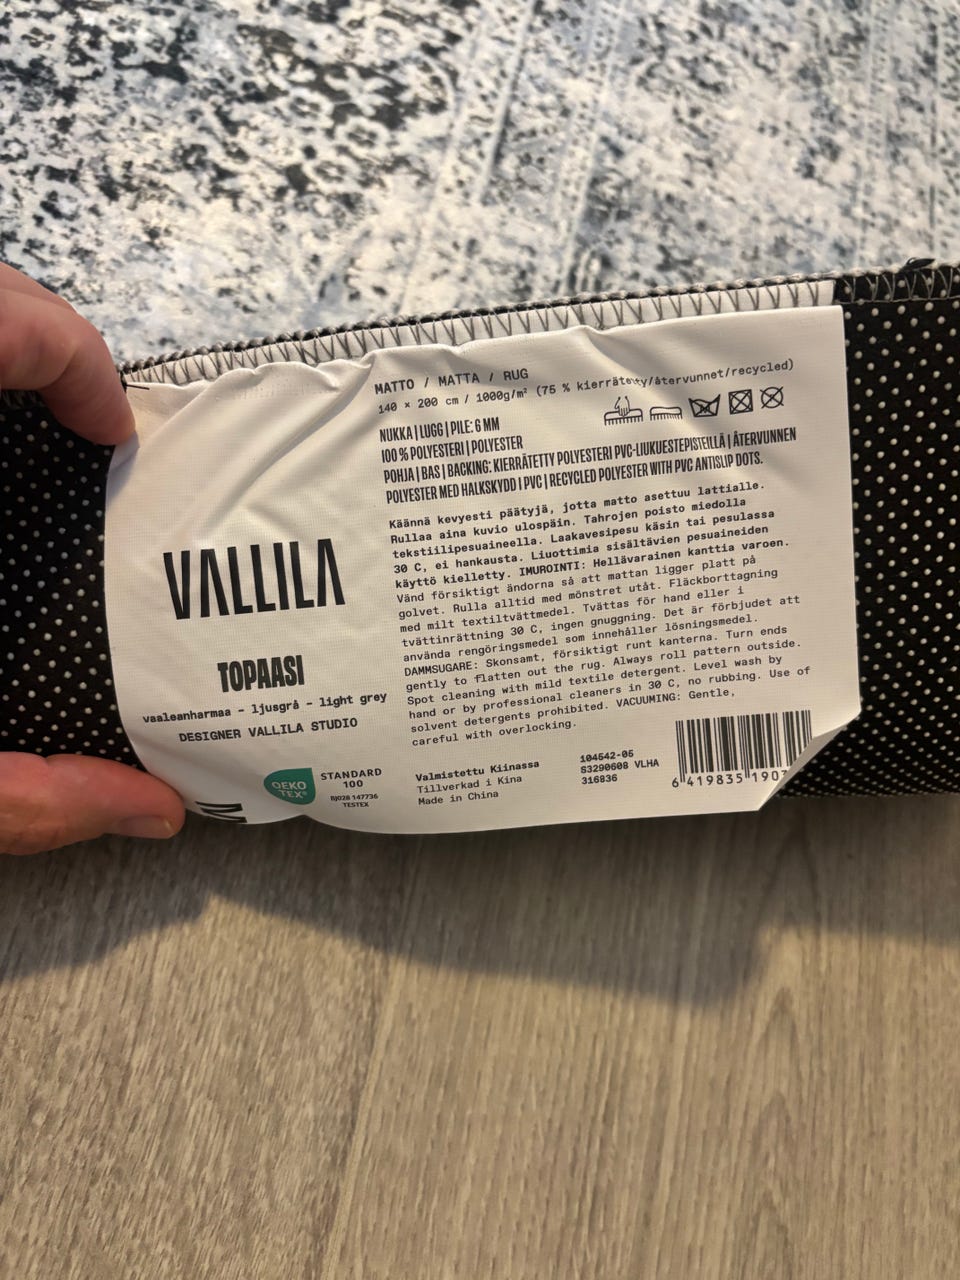 MATTO / MATTA / RUG
140 × 200 cm / 1000g/m² (75 % kierrätetty/återvunnet/recycled)
NUKKA | LUGG | PILE: 6 MM
100 % POLYESTERI | POLYESTER
POHJA | BAS | BACKING: KIERRÄTETTY POLYESTERI PVC-LIUKUESTEPISTEILLÄ | ÅTERVUNNEN
POLYESTER MED HALKSKYDD I PVC | RECYCLED POLYESTER WITH PVC ANTISLIP DOTS.
Käännä kevyesti päätyjä, jotta matto asettuu lattialle.
Rullaa aina kuvio ulospäin. Tahrojen poisto miedolla
tekstiilipesuaineella. Laakavesipesu käsin tai pesulassa
30 C, ei hankausta. Liuottimia sisältävien pesuaineiden
käyttö kielletty. IMUROINTI: Hellävarainen kanttia varoen.
Vänd försiktigt ändorna så att mattan ligger platt på
golvet. Rulla alltid med mönstret utåt. Fläckborttagning
med milt textiltvättmedel. Tvättas för hand eller i
tvättinrättning 30 C, ingen gnuggning. Det är förbjudet att
använda rengöringsmedel som innehåller lösningsmedel.
DAMMSUGARE: Skonsamt, försiktigt runt kanterna. Turn ends
gently to flatten out the rug. Always roll pattern outside.
Spot cleaning with mild textile detergent. Level wash by
hand or by professional cleaners in 30 C, no rubbing. Use of
solvent detergents prohibited. VACUUMING: Gentle,
careful with overlocking.
VALLILA
TOPAASI
vaaleanharmaa - ljusgrå - light grey
DESIGNER VALLILA STUDIO
OEKO
TEX®
STANDARD
100
BJ028 147736
TESTEX
Valmistettu Kiinassa
Tillverkad i Kina
Made in China
104542-05
S3290608 VLHA
316836
6 419835 1907